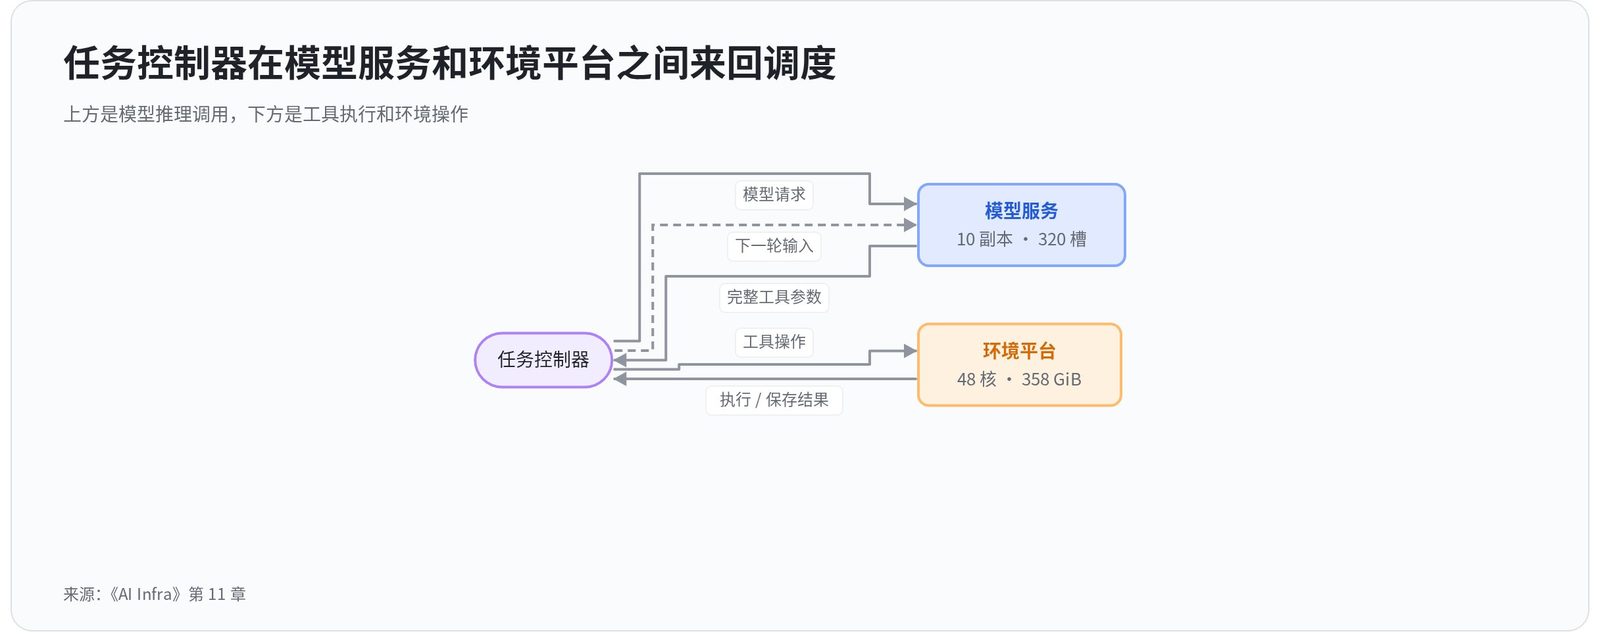 任务控制器在模型服务和环境平台之间来回调度
上方是模型推理调用，下方是工具执行和环境操作
模型请求
模型服务
10 副本 · 320 槽
下一轮输入
完整工具参数
工具操作
任务控制器
环境平台
48 核 · 358 GiB
执行 / 保存结果
来源：《AI Infra》第 11 章